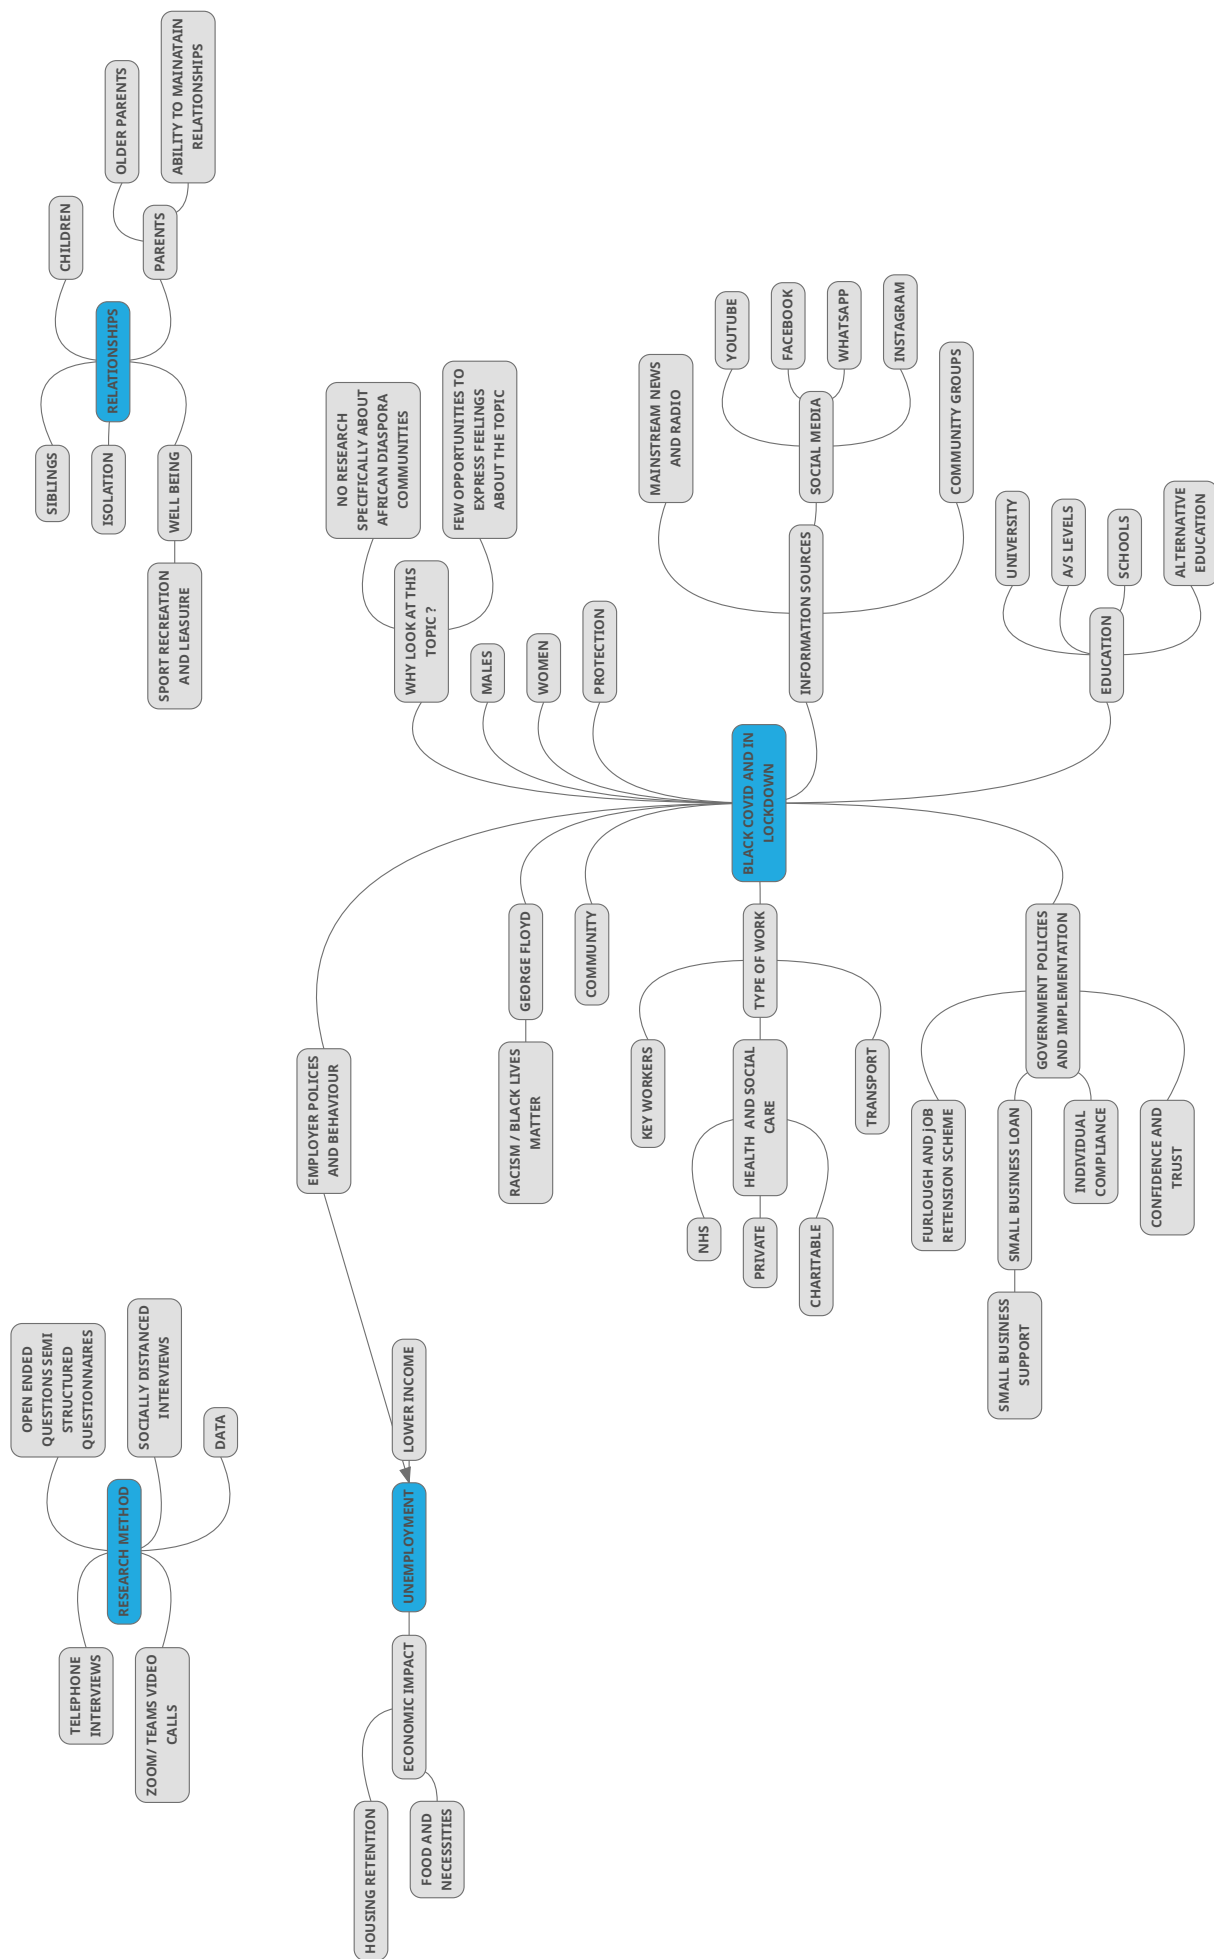 OPEN ENDED
QUESTIONS SEMI
STRUCTURED
QUESTIONNAIRES
SOCIALLY DISTANCED
INTERVIEWS
DATA
RESEARCH METHOD
TELEPHONE
INTERVIEWS
ZOOM/ TEAMS VIDEO
CALLS
SIBLINGS
ISOLATION
WELL BEING
SPORT RECREATION
AND LEASUIRE
RELATIONSHIPS
CHILDREN
PARENTS
OLDER PARENTS
ABILITY TO MAINATAIN
RELATIONSHIPS
HOUSING RETENTION
FOOD AND
NECESSITIES
ECONOMIC IMPACT
UNEMPLOYMENT
LOWER INCOME
EMPLOYER POLICES
AND BEHAVIOUR
WHY LOOK AT THIS
TOPIC ?
NO RESEARCH
SPECIFICALLY ABOUT
AFRICAN DIASPORA
COMMUNITIES
FEW OPPORTUNITIES TO
EXPRESS FEELINGS
ABOUT THE TOPIC
MALES
WOMEN
PROTECTION
RACISM / BLACK LIVES
MATTER
GEORGE FLOYD
COMMUNITY
BLACK COVID AND IN
LOCKDOWN
KEY WORKERS
NHS
PRIVATE
CHARITABLE
HEALTH AND SOCIAL
CARE
TYPE OF WORK
TRANSPORT
INFORMATION SOURCES
MAINSTREAM NEWS
AND RADIO
SOCIAL MEDIA
YOUTUBE
FACEBOOK
WHATSAPP
INSTAGRAM
COMMUNITY GROUPS
FURLOUGH AND jOB
RETENSION SCHEME
SMALL BUSINESS
SUPPORT
SMALL BUSINESS LOAN
INDIVIDUAL
COMPLIANCE
CONFIDENCE AND
TRUST
GOVERNMENT POLICIES
AND IMPLEMENTATION
EDUCATION
UNIVERSITY
A/S LEVELS
SCHOOLS
ALTERNATIVE
EDUCATION